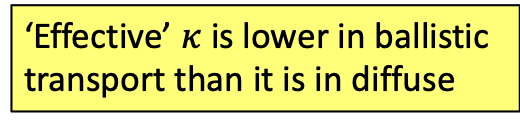 ‘Effective’ 𝜅 is lower in ballistic
transport than it is in diffuse